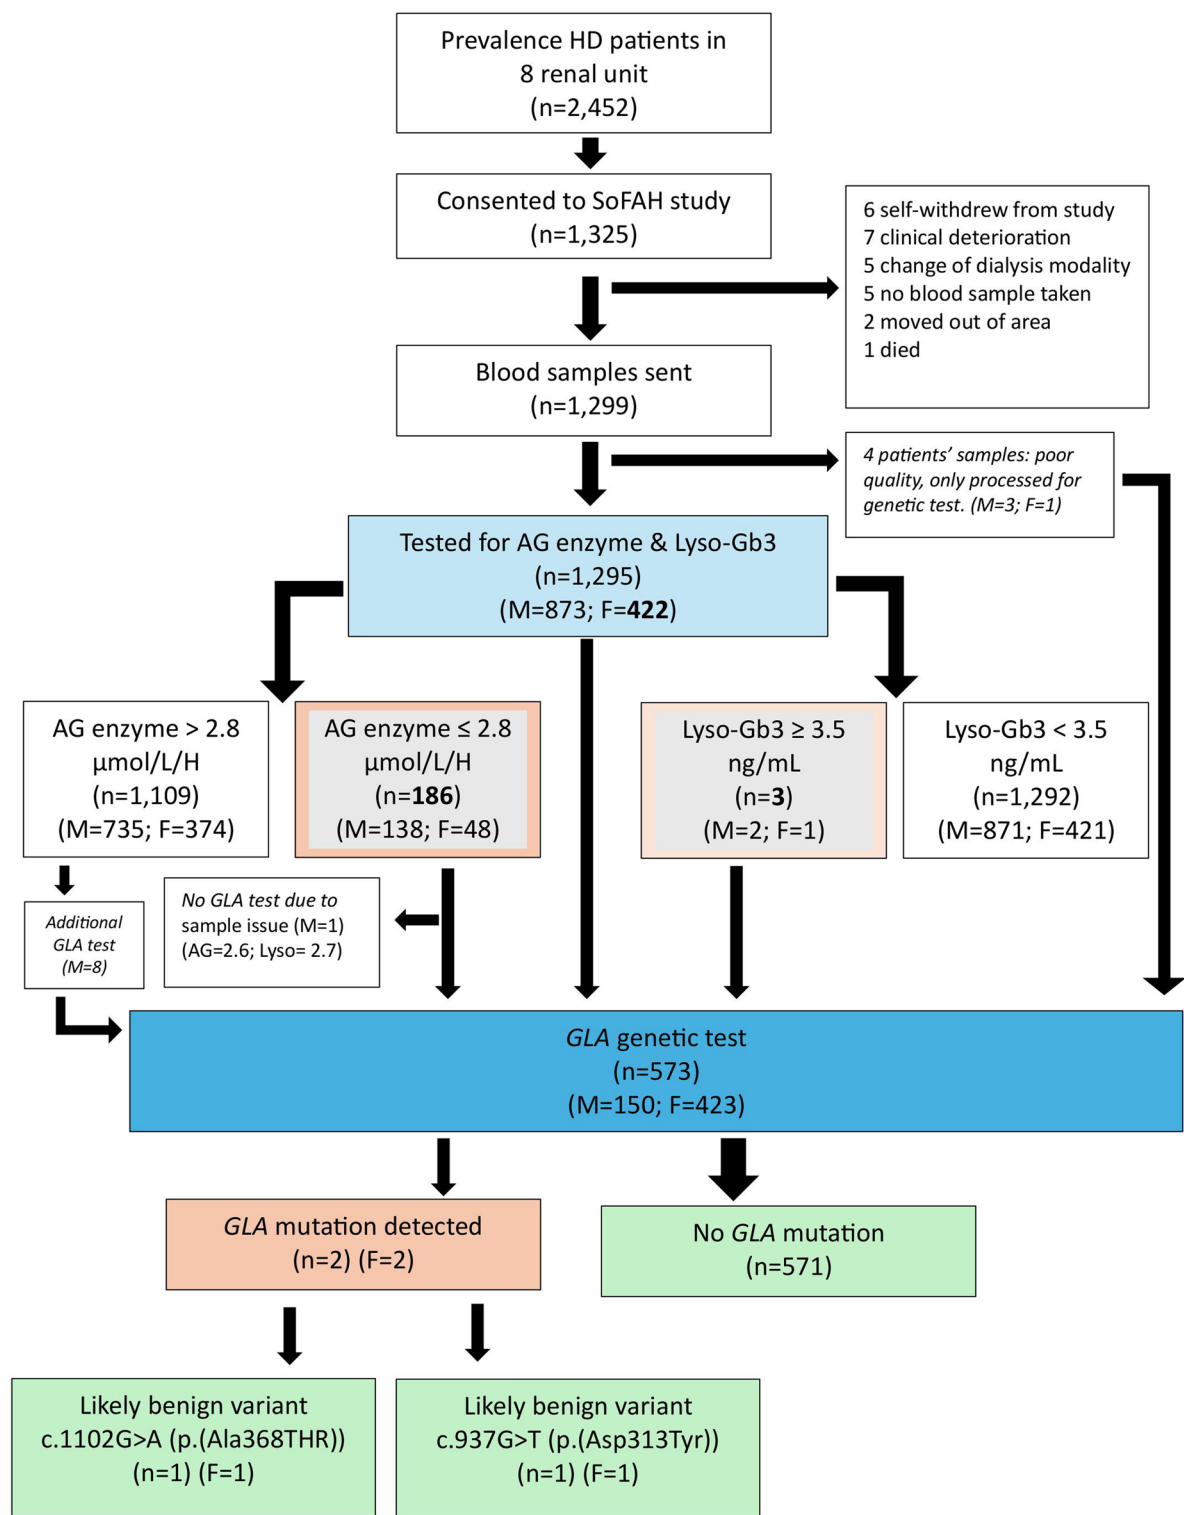 Prevalence HD patients in
8 renal unit
(n=2,452)
Consented to SoFAH study
(n=1,325)
6 self-withdrew from study
7 clinical deterioration
5 change of dialysis modality
5 no blood sample taken
2 moved out of area
1 died
Blood samples sent
(n=1,299)
4 patients’ samples: poor
quality, only processed for
genetic test. (M=3; F=1)
Tested for AG enzyme & Lyso-Gb3
(n=1,295)
(M=873; F=422)
AG enzyme > 2.8
μmol/L/H
(n=1,109)
(M=735; F=374)
AG enzyme ≤ 2.8
μmol/L/H
(n=186)
(M=138; F=48)
Lyso-Gb3 ≥ 3.5
ng/mL
(n=3)
(M=2; F=1)
Lyso-Gb3 < 3.5
ng/mL
(n=1,292)
(M=871; F=421)
Additional
GLA test
(M=8)
No GLA test due to
sample issue (M=1)
(AG=2.6; Lyso= 2.7)
GLA genetic test
(n=573)
(M=150; F=423)
GLA mutation detected
(n=2) (F=2)
No GLA mutation
(n=571)
Likely benign variant
c.1102G>A (p.(Ala368THR))
(n=1) (F=1)
Likely benign variant
c.937G>T (p.(Asp313Tyr))
(n=1) (F=1)